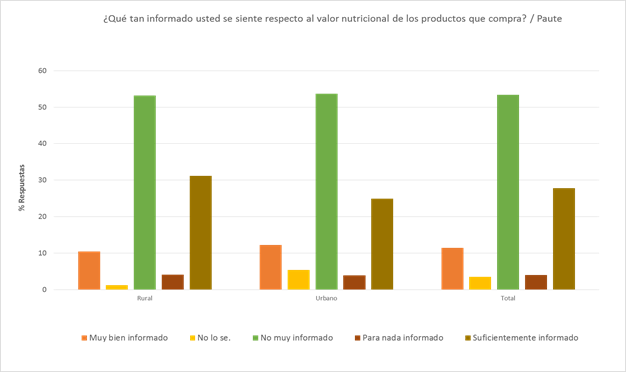 ¿Qué tan informado usted se siente respecto al valor nutricional de los productos que compra? / Paute
60
50
40
30
20
10
0
% Respuestas
Rural Urbano Total
Muy bien informado No lo se. No muy informado Para nada informado Suficientemente informado